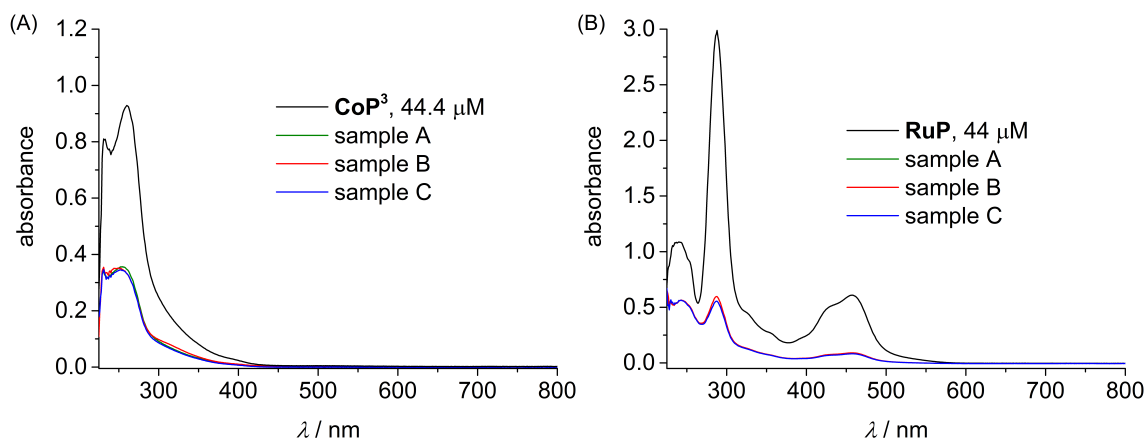 (A)
1.2
1.0
0.8
0.6
0.4
0.2
0.0
absorbance
CoP³, 44.4 μM
sample A
sample B
sample C
300 400 500 600 700 800
λ / nm
(B)
3.0
2.5
2.0
1.5
1.0
0.5
0.0
absorbance
RuP, 44 μM
sample A
sample B
sample C
300 400 500 600 700 800
λ / nm